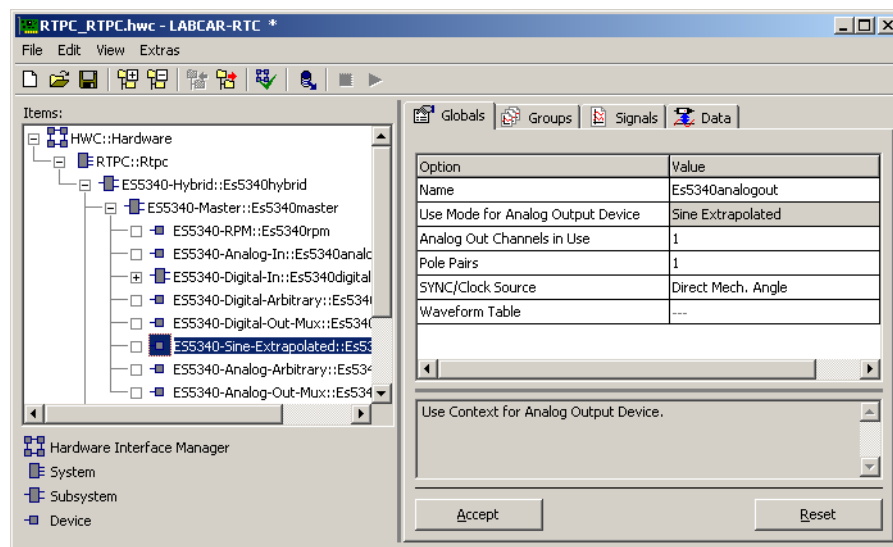 RTPC_RTPC.hwc - LABCAR-RTC *
File Edit View Extras
Items:
HWC::Hardware
RTPC::Rtpc
ES5340-Hybrid::Es5340hybrid
ES5340-Master::Es5340master
ES5340-RPM::Es5340rpm
ES5340-Analog-In::Es5340analo
ES5340-Digital-In::Es5340digital
ES5340-Digital-Arbitrary::Es534
ES5340-Digital-Out-Mux::Es534
ES5340-Sine-Extrapolated::Es53
ES5340-Analog-Arbitrary::Es534
ES5340-Analog-Out-Mux::Es534
Hardware Interface Manager
System
Subsystem
Device
Globals Groups Signals Data
Option Value
Name Es5340analogout
Use Mode for Analog Output Device Sine Extrapolated
Analog Out Channels in Use 1
Pole Pairs 1
SYNC/Clock Source Direct Mech. Angle
Waveform Table ---
Use Context for Analog Output Device.
Accept Reset